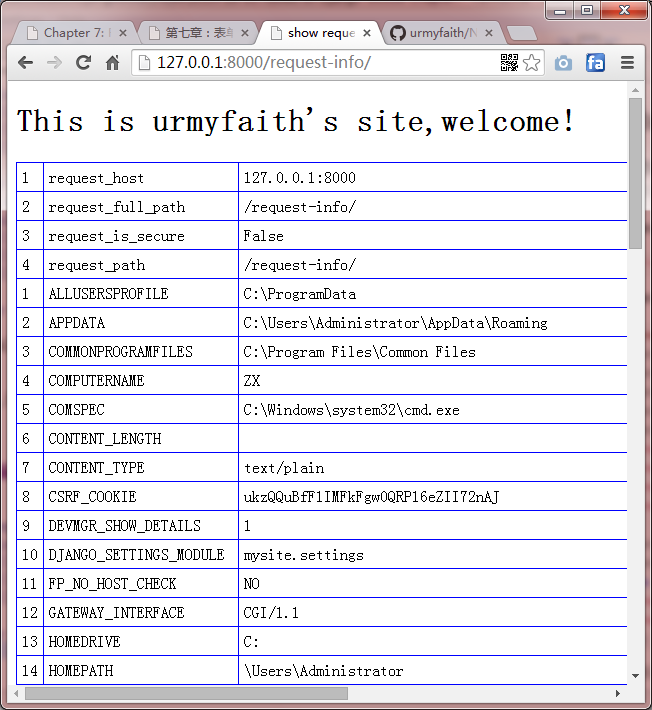 Chapter 7:
第七章：表单
show reque
urmyfaith/N
127.0.0.1:8000/request-info/
This is urmyfaith's site,welcome!
1 request_host 127.0.0.1:8000
2 request_full_path /request-info/
3 request_is_secure False
4 request_path /request-info/
1 ALLUSERSPROFILE C:\ProgramData
2 APPDATA C:\Users\Administrator\AppData\Roaming
3 COMMONPROGRAMFILES C:\Program Files\Common Files
4 COMPUTERNAME ZX
5 COMSPEC C:\Windows\system32\cmd.exe
6 CONTENT_LENGTH
7 CONTENT_TYPE text/plain
8 CSRF_COOKIE ukzQQuBfF1IMFkFgw0QRP16eZII72nAJ
9 DEVMGR_SHOW_DETAILS 1
10 DJANGO_SETTINGS_MODULE mysite.settings
11 FP_NO_HOST_CHECK NO
12 GATEWAY_INTERFACE CGI/1.1
13 HOMEDRIVE C:
14 HOMEPATH \Users\Administrator